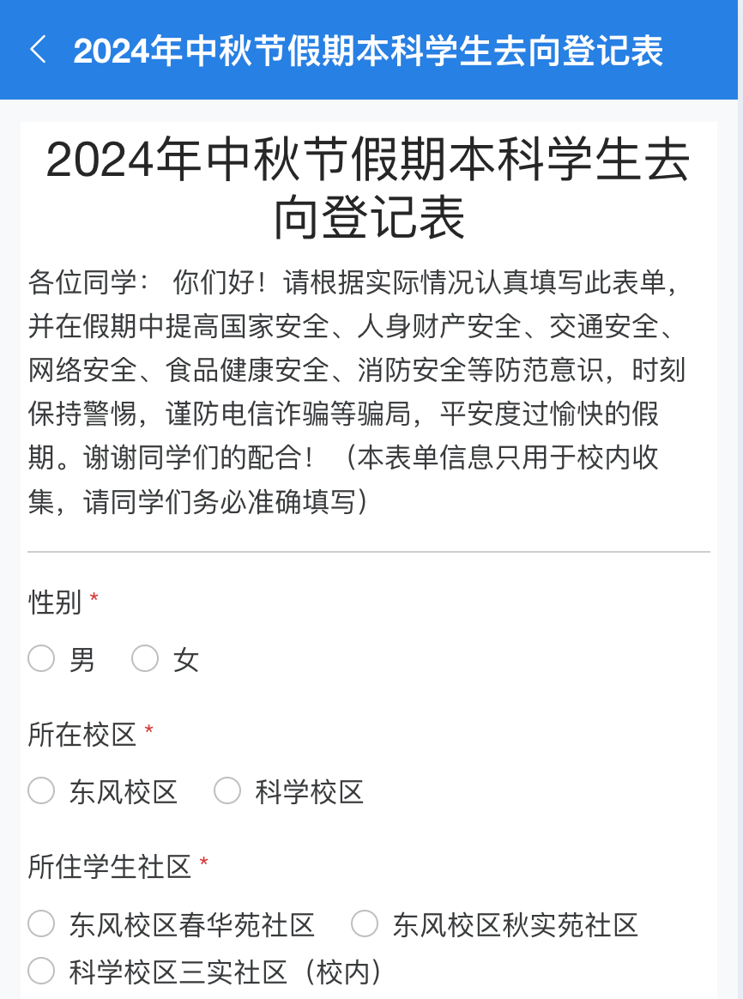 2024年中秋节假期本科学生去向登记表
2024年中秋节假期本科学生去
向登记表
各位同学： 你们好！请根据实际情况认真填写此表单，
并在假期中提高国家安全、人身财产安全、交通安全、
网络安全、食品健康安全、消防安全等防范意识，时刻
保持警惕，谨防电信诈骗等骗局，平安度过愉快的假
期。谢谢同学们的配合！（本表单信息只用于校内收
集，请同学们务必准确填写）
性别 *
男 女
所在校区 *
东风校区 科学校区
所住学生社区 *
东风校区春华苑社区 东风校区秋实苑社区
科学校区三实社区（校内）